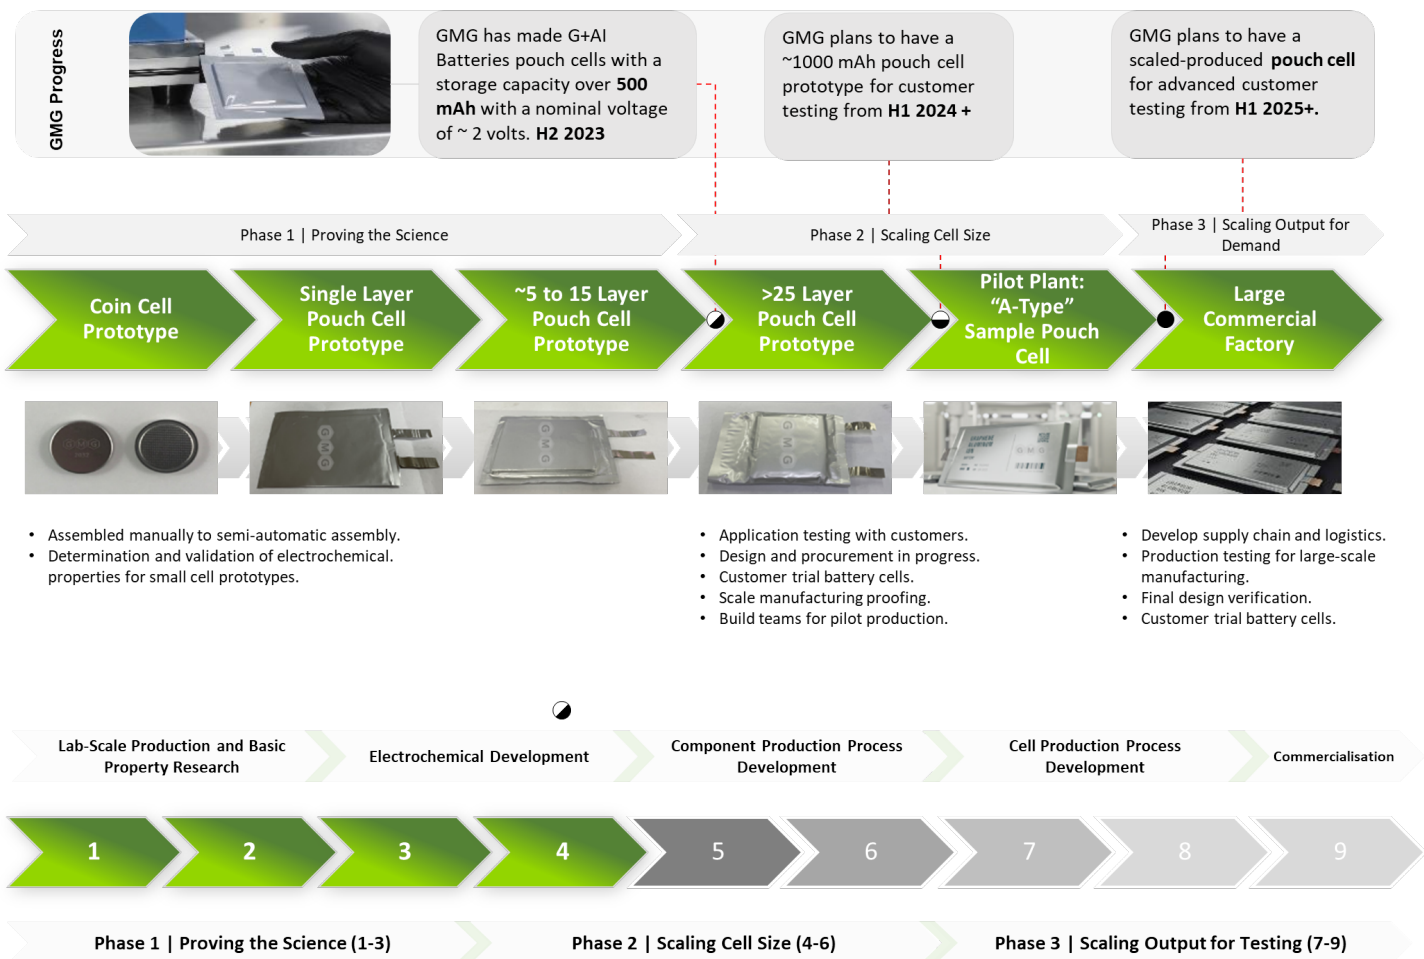 GMG Progress
GMG has made G+AI
Batteries pouch cells with a
storage capacity over 500
mAh with a nominal voltage
of ~ 2 volts. H2 2023
GMG plans to have a
~1000 mAh pouch cell
prototype for customer
testing from H1 2024 +
GMG plans to have a
scaled-produced pouch cell
for advanced customer
testing from H1 2025+.
Phase 1 | Proving the Science
Phase 2 | Scaling Cell Size
Phase 3 | Scaling Output for
Demand
Coin Cell
Prototype
Single Layer
Pouch Cell
Prototype
~5 to 15 Layer
Pouch Cell
Prototype
>25 Layer
Pouch Cell
Prototype
Pilot Plant:
“A-Type”
Sample Pouch
Cell
Large
Commercial
Factory
GMG
GMG
GMG
GMG
GMG
• Assembled manually to semi-automatic assembly.
• Determination and validation of electrochemical.
properties for small cell prototypes.
• Application testing with customers.
• Design and procurement in progress.
• Customer trial battery cells.
• Scale manufacturing proofing.
• Build teams for pilot production.
• Develop supply chain and logistics.
• Production testing for large-scale
manufacturing.
• Final design verification.
• Customer trial battery cells.
Lab-Scale Production and Basic
Property Research
Electrochemical Development
Component Production Process
Development
Cell Production Process
Development
Commercialisation
1
2
3
4
5
6
7
8
9
Phase 1 | Proving the Science (1-3)
Phase 2 | Scaling Cell Size (4-6)
Phase 3 | Scaling Output for Testing (7-9)